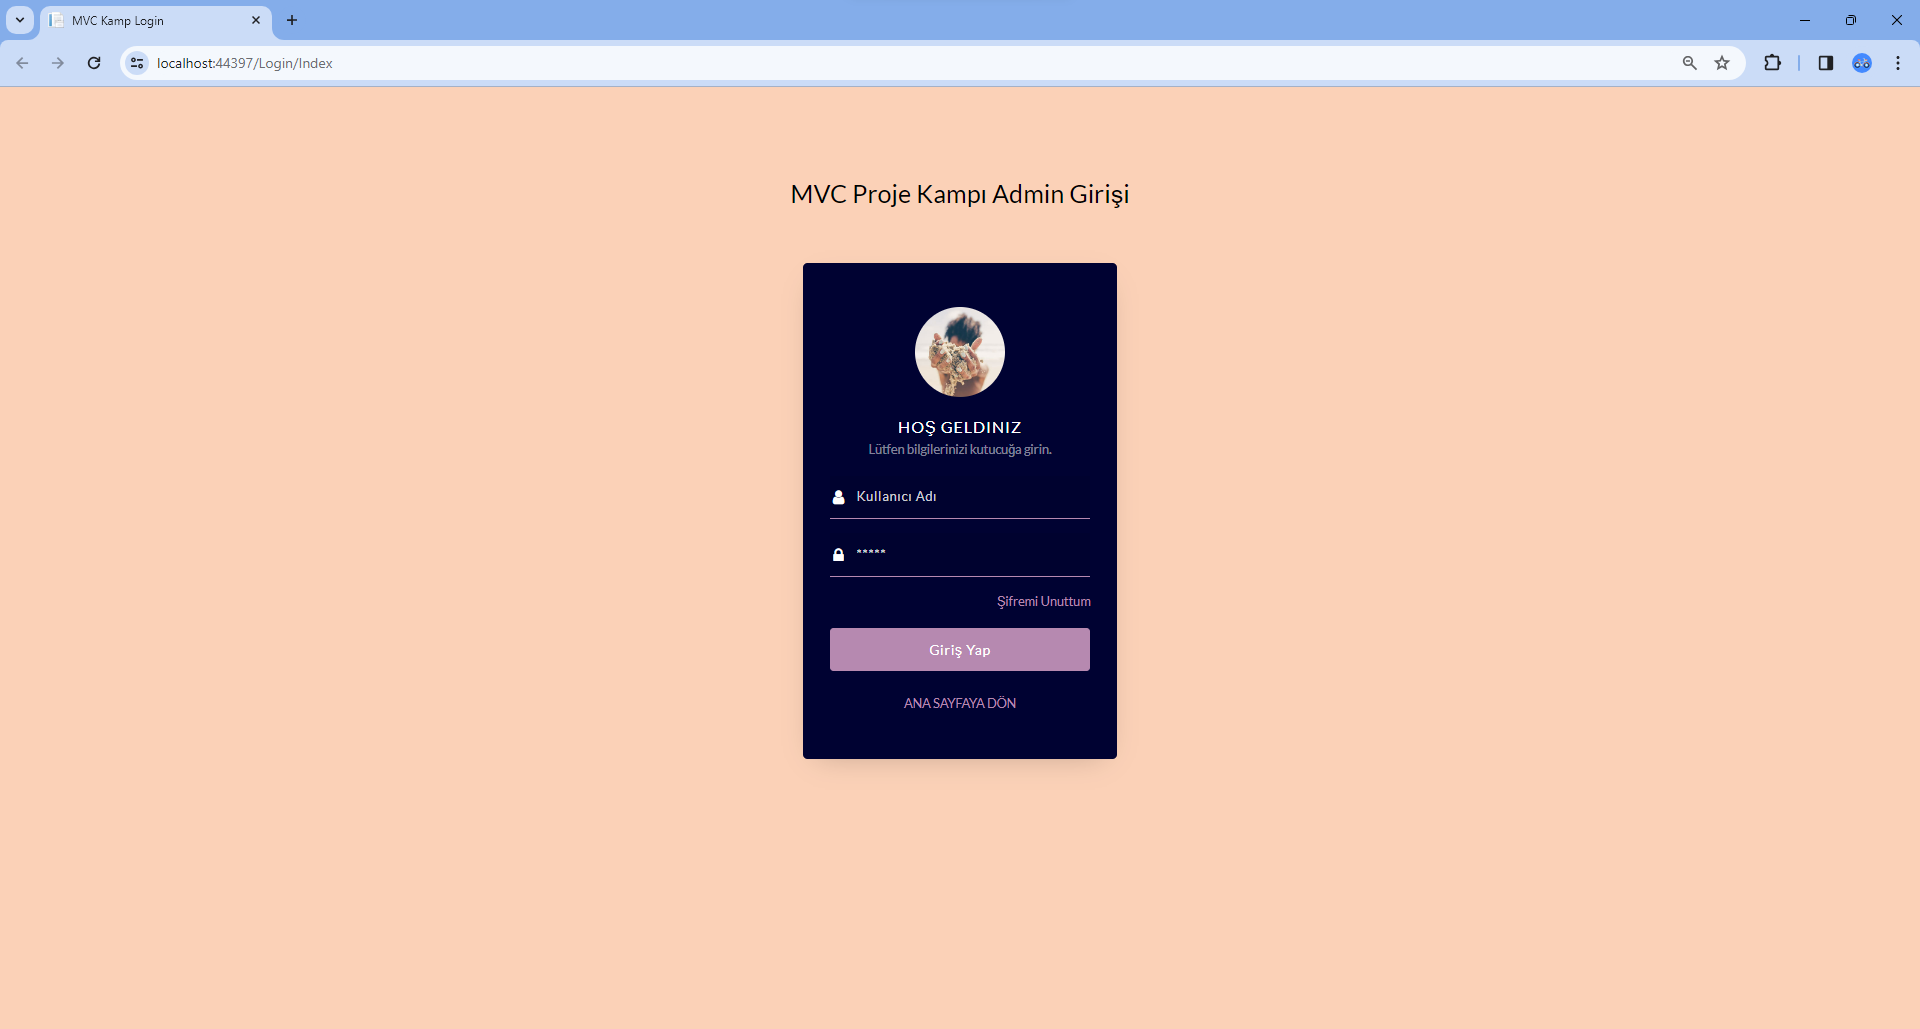 MVC Kamp Login
localhost:44397/Login/Index
MVC Proje Kampı Admin Girişi
HOŞ GELDINIZ
Lütfen bilgilerinizi kutucuğa girin.
Kullanıcı Adı
*****
Şifremi Unuttum
Giriş Yap
ANA SAYFAYA DÖN